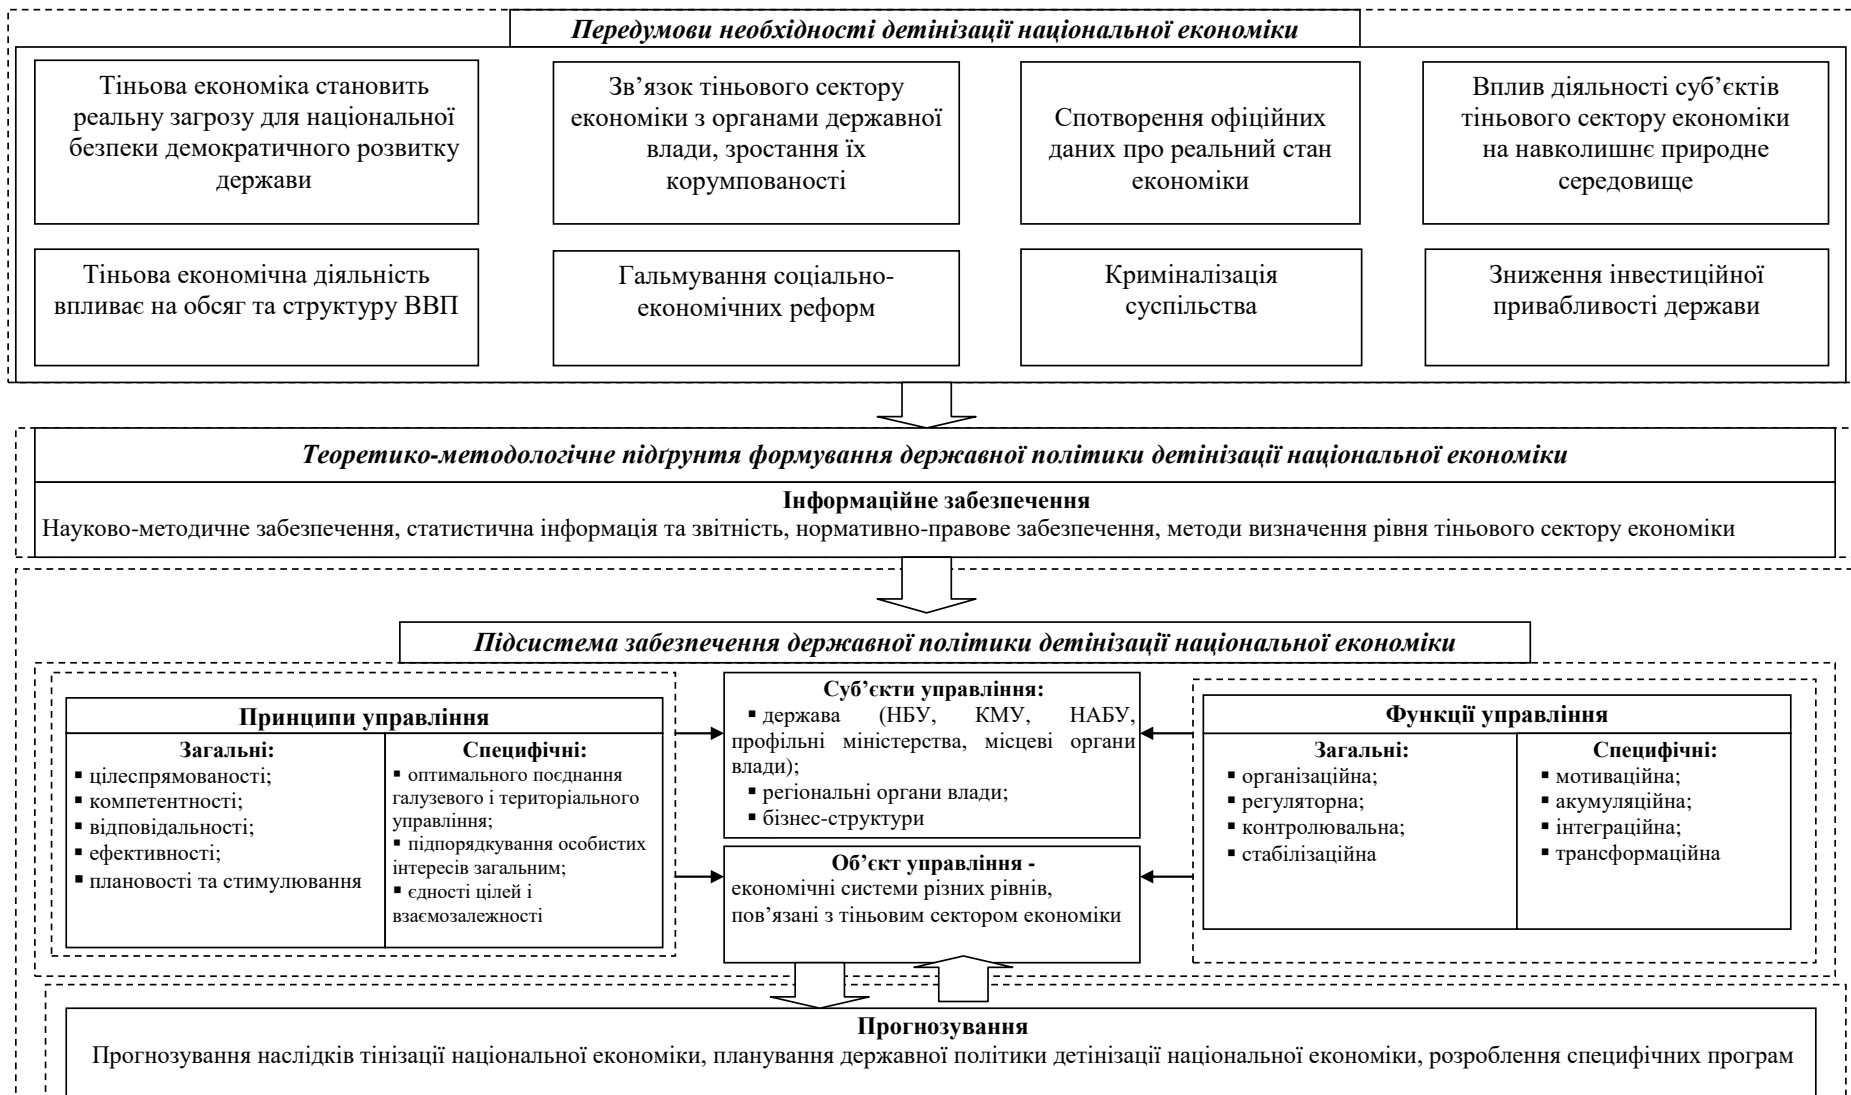 Передумови необхідності детінізації національної економіки
Тіньова економіка становить
реальну загрозу для національної
безпеки демократичного розвитку
держави
Зв’язок тіньового сектору
економіки з органами державної
влади, зростання їх
корумпованості
Спотворення офіційних
даних про реальний стан
економіки
Вплив діяльності суб’єктів
тіньового сектору економіки
на навколишнє природне
середовище
Тіньова економічна діяльність
впливає на обсяг та структуру ВВП
Гальмування соціально-
економічних реформ
Криміналізація
суспільства
Зниження інвестиційної
привабливості держави
Теоретико-методологічне підґрунтя формування державної політики детінізації національної економіки
Інформаційне забезпечення
Науково-методичне забезпечення, статистична інформація та звітність, нормативно-правове забезпечення, методи визначення рівня тіньового сектору економіки
Підсистема забезпечення державної політики детінізації національної економіки
Принципи управління
Загальні:
▪ цілеспрямованості;
▪ компетентності;
▪ відповідальності;
▪ ефективності;
▪ плановості та стимулювання
Специфічні:
▪ оптимального поєднання
галузевого і територіального
управління;
▪ підпорядкування особистих
інтересів загальним;
▪ єдності цілей і
взаємозалежності
Суб’єкти управління:
▪ держава (НБУ, КМУ, НАБУ,
профільні міністерства, місцеві органи
влади);
▪ регіональні органи влади;
▪ бізнес-структури
Об’єкт управління -
економічні системи різних рівнів,
пов’язані з тіньовим сектором економіки
Функції управління
Загальні:
▪ організаційна;
▪ регуляторна;
▪ контролювальна;
▪ стабілізаційна
Специфічні:
▪ мотиваційна;
▪ акумуляційна;
▪ інтеграційна;
▪ трансформаційна
Прогнозування
Прогнозування наслідків тінізації національної економіки, планування державної політики детінізації національної економіки, розроблення специфічних програм